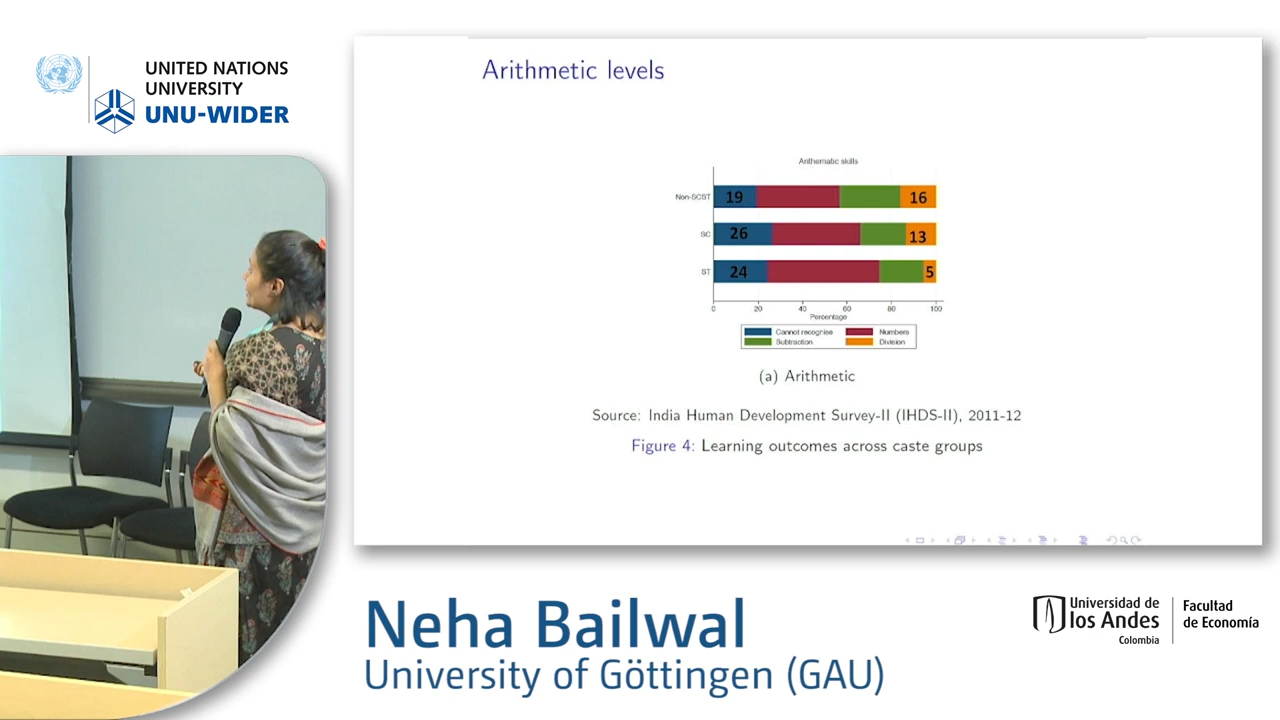 UNITED NATIONS
UNIVERSITY
UNU-WIDER
Arithmetic levels
Arithematic skills
Non-SCST
19
16
SC
26
13
ST
24
5
0 20 40 60 80 100
Percentage
Cannot recognise Numbers
Subtraction Division
(a) Arithmetic
Source: India Human Development Survey-II (IHDS-II), 2011-12
Figure 4: Learning outcomes across caste groups
Neha Bailwal
University of Göttingen (GAU)
Universidad de
los Andes
Colombia
Facultad
de Economía